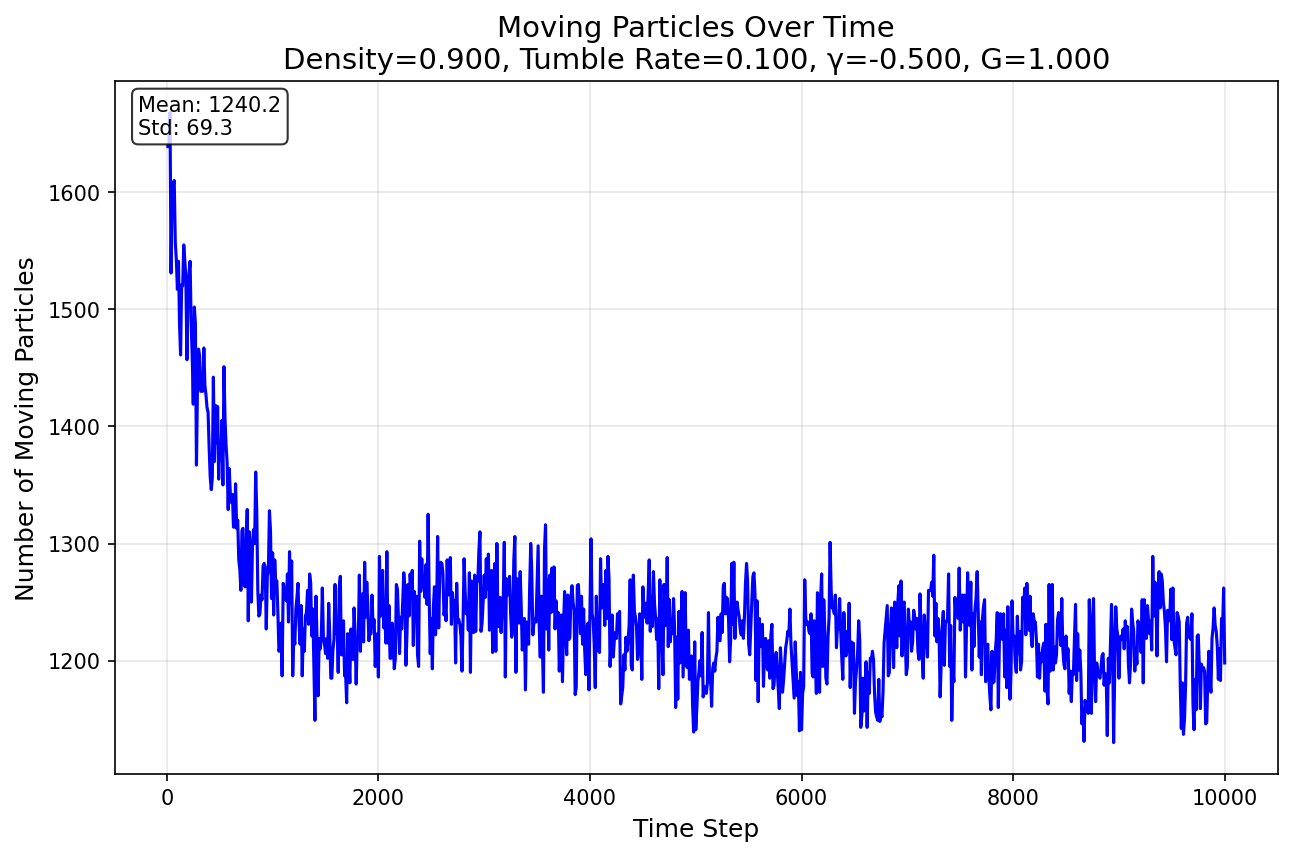 Moving Particles Over Time
Density=0.900, Tumble Rate=0.100, γ=-0.500, G=1.000
Mean: 1240.2
Std: 69.3
Number of Moving Particles
1600
1500
1400
1300
1200
0
2000
4000
6000
8000
10000
Time Step